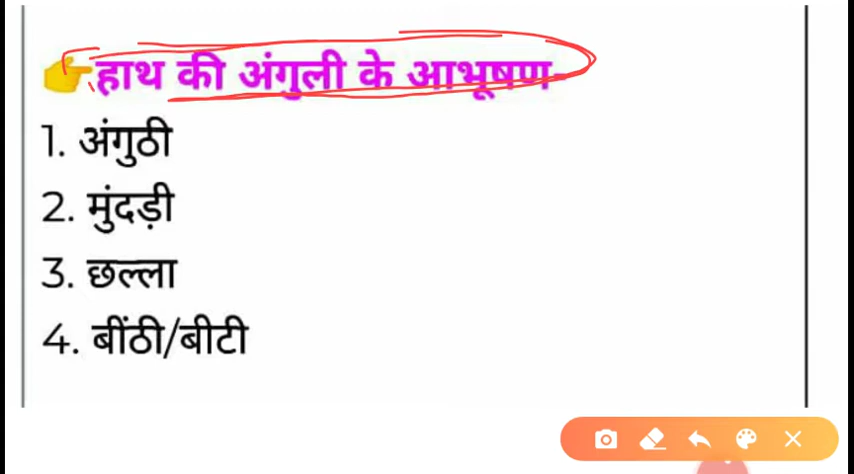 हाथ की अंगुली के आभूषण-
1. अंगुठी
2. मुंदड़ी
3. छल्ला
4. बींठी/बीटी